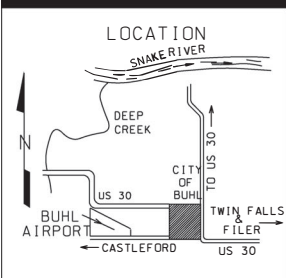 LOCATION
SNAKE RIVER
DEEP
CREEK
N
CITY
OF
BUHL
TO US 30
US 30
BUHL
AIRPORT
TWIN FALLS
&
FILER
CASTLEFORD
US 30